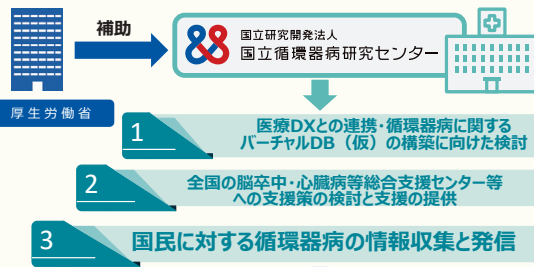 補助
国立研究開発法人
国立循環器病研究センター
厚生労働省
1
医療DXとの連携・循環器病に関する
バーチャルDB（仮）の構築に向けた検討
2
全国の脳卒中・心臓病等総合支援センター等
への支援策の検討と支援の提供
3
国民に対する循環器病の情報収集と発信